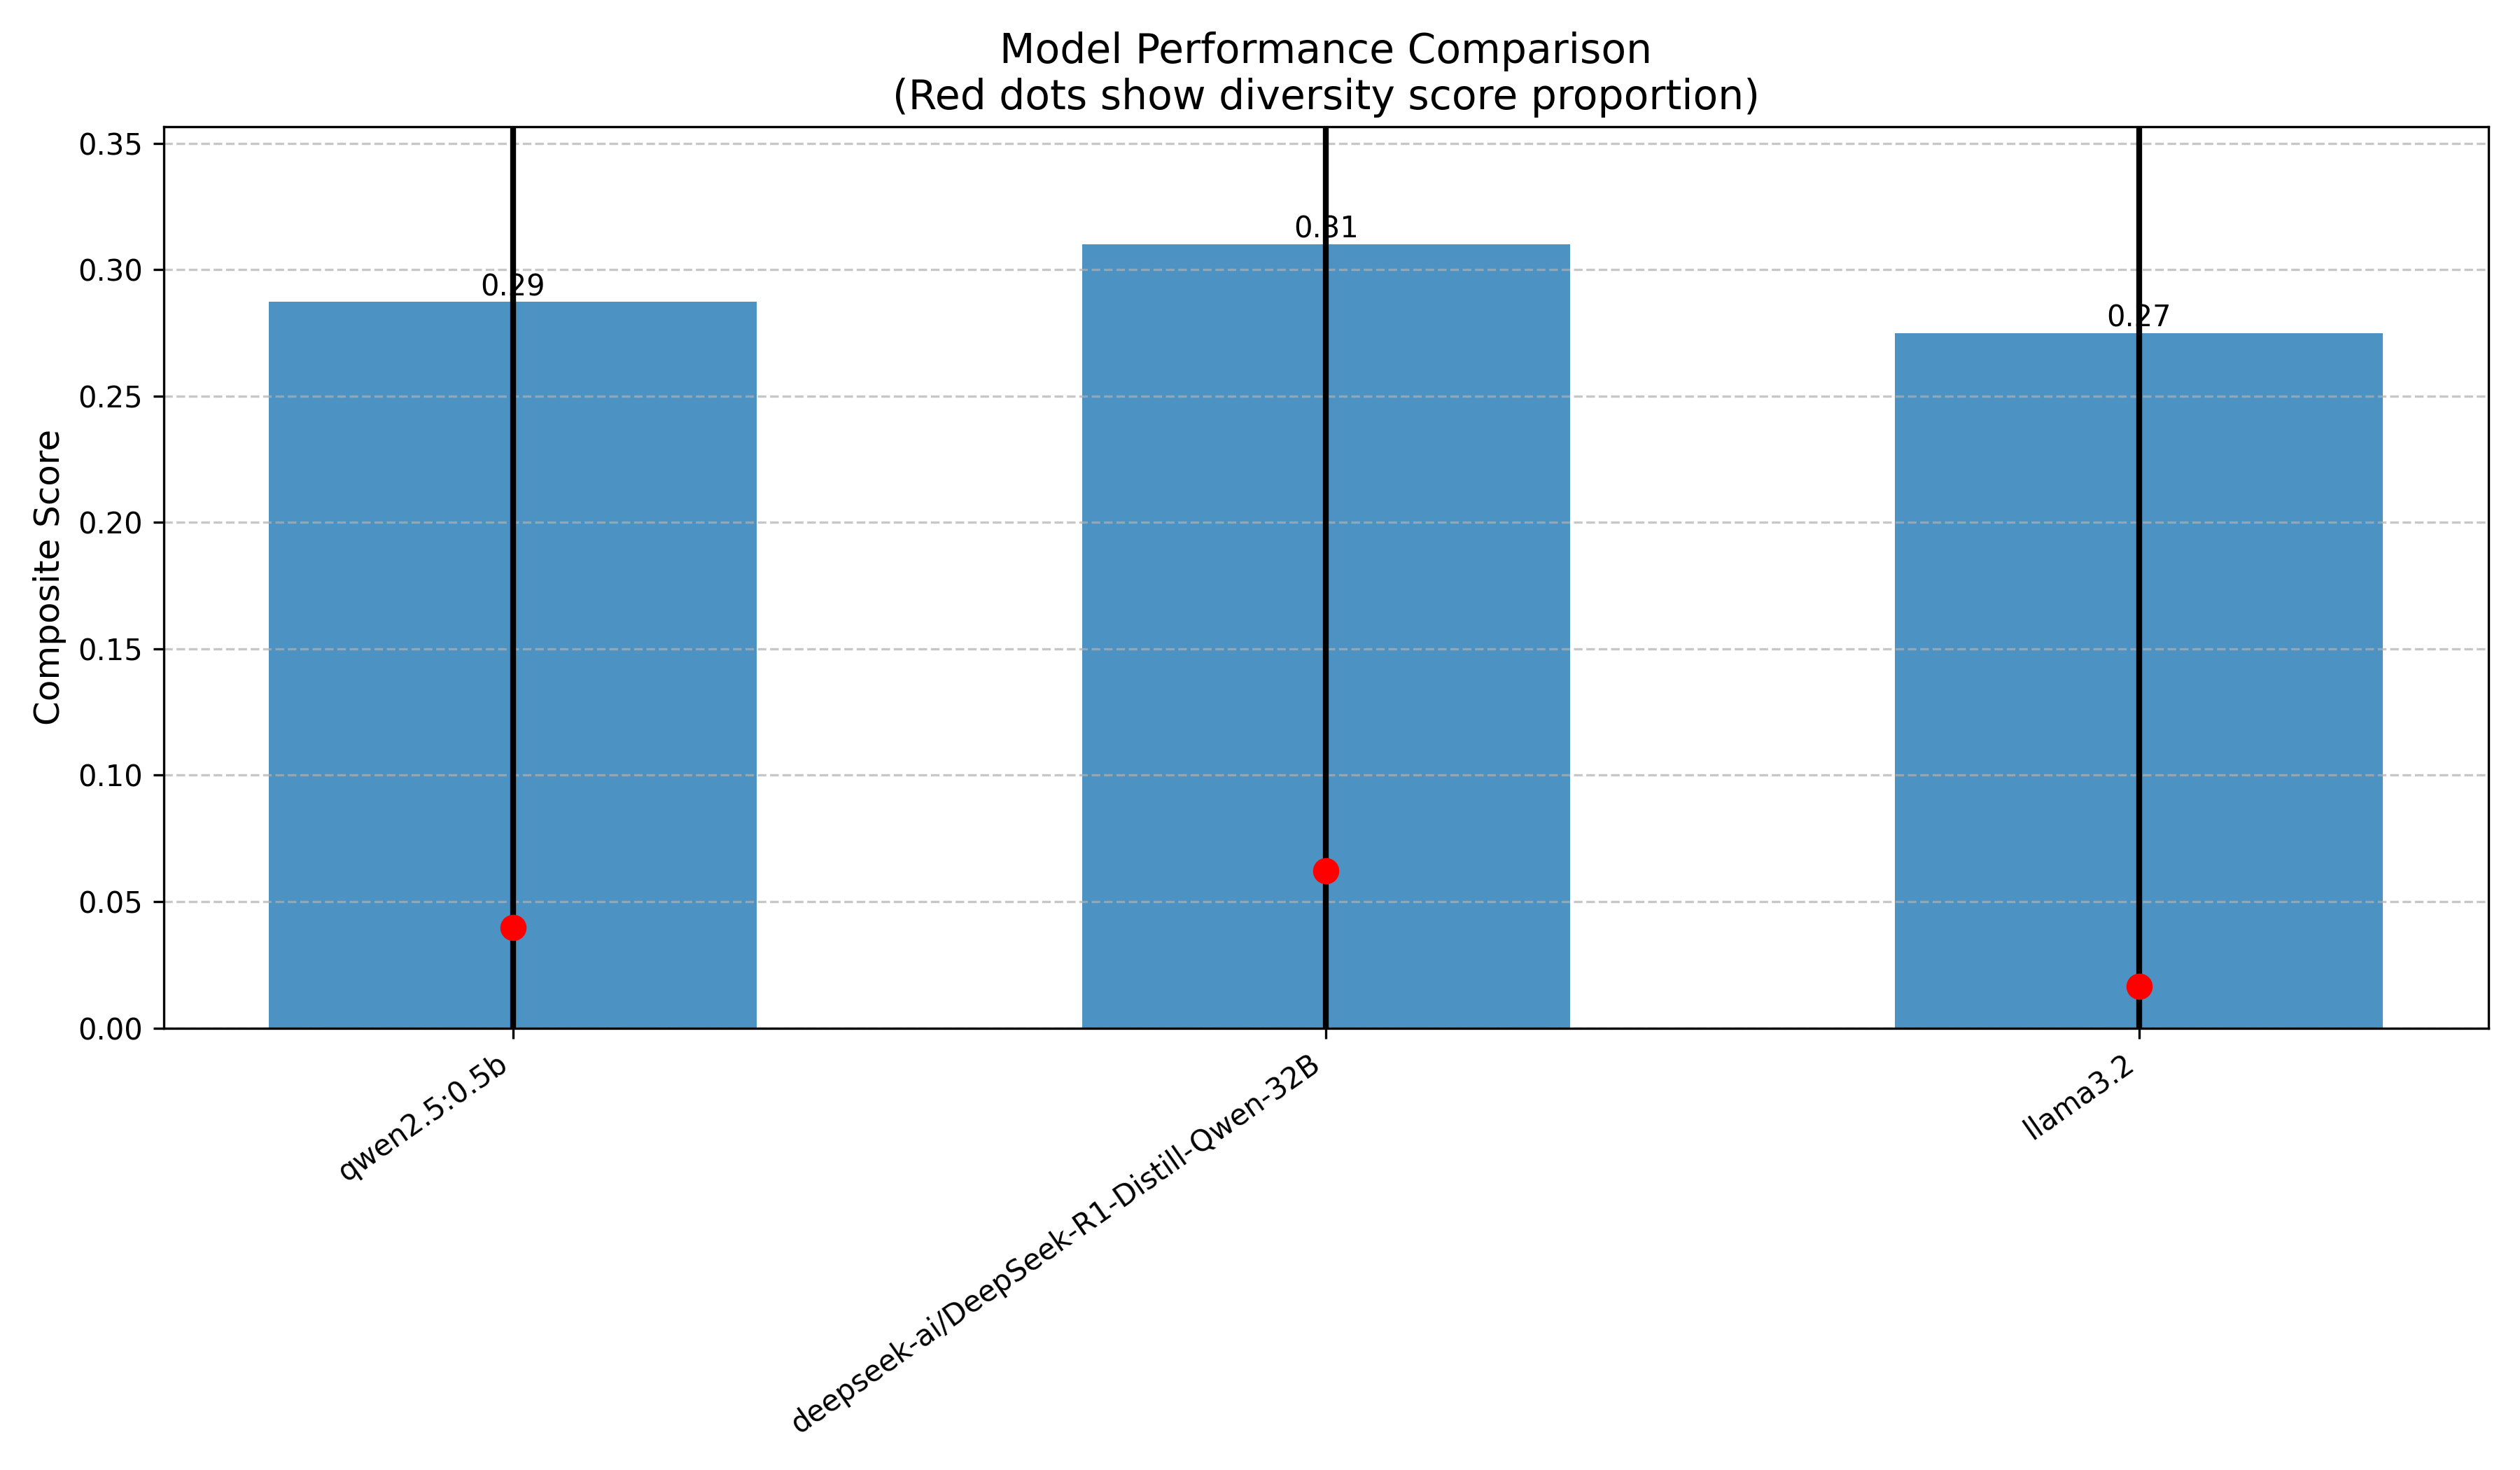 Model Performance Comparison
(Red dots show diversity score proportion)
Composite Score
0.35
0.30
0.25
0.20
0.15
0.10
0.05
0.00
0.29
0.31
0.27
qwen2.5:0.5b
deepseek-ai/DeepSeek-R1-Distill-Qwen-32B
llama3.2